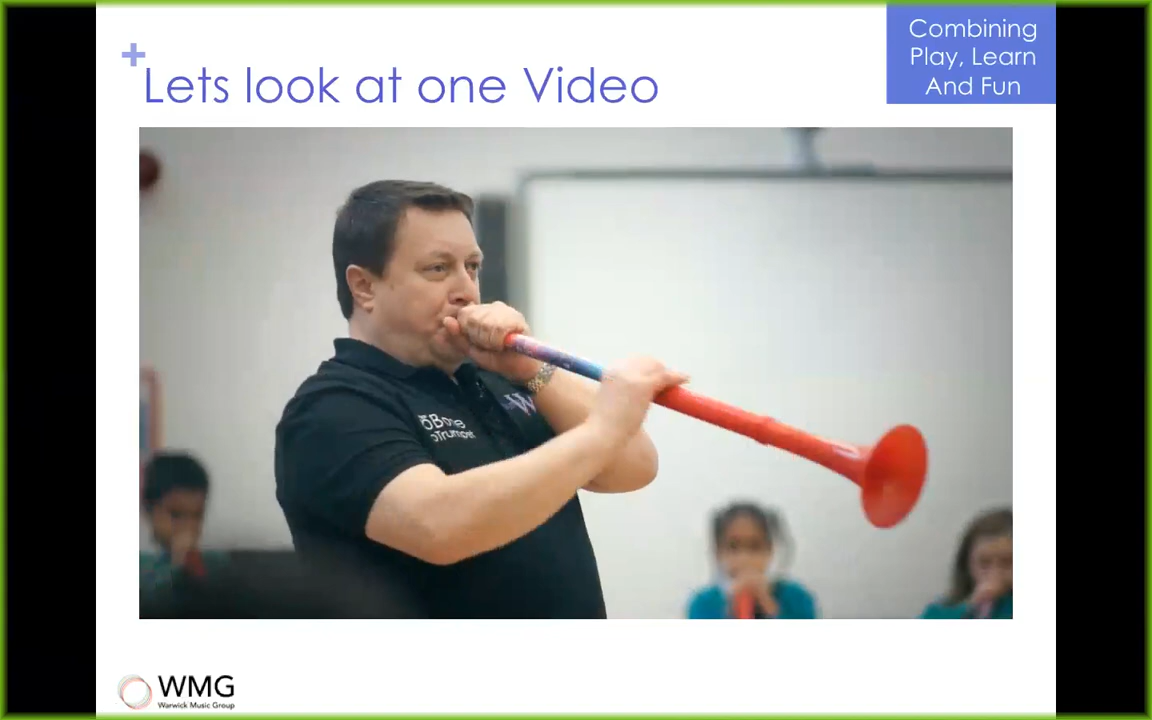 Combining
Play, Learn
And Fun
+
Lets look at one Video
WMG
Warwick Music Group